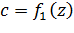 c = f₁(z)